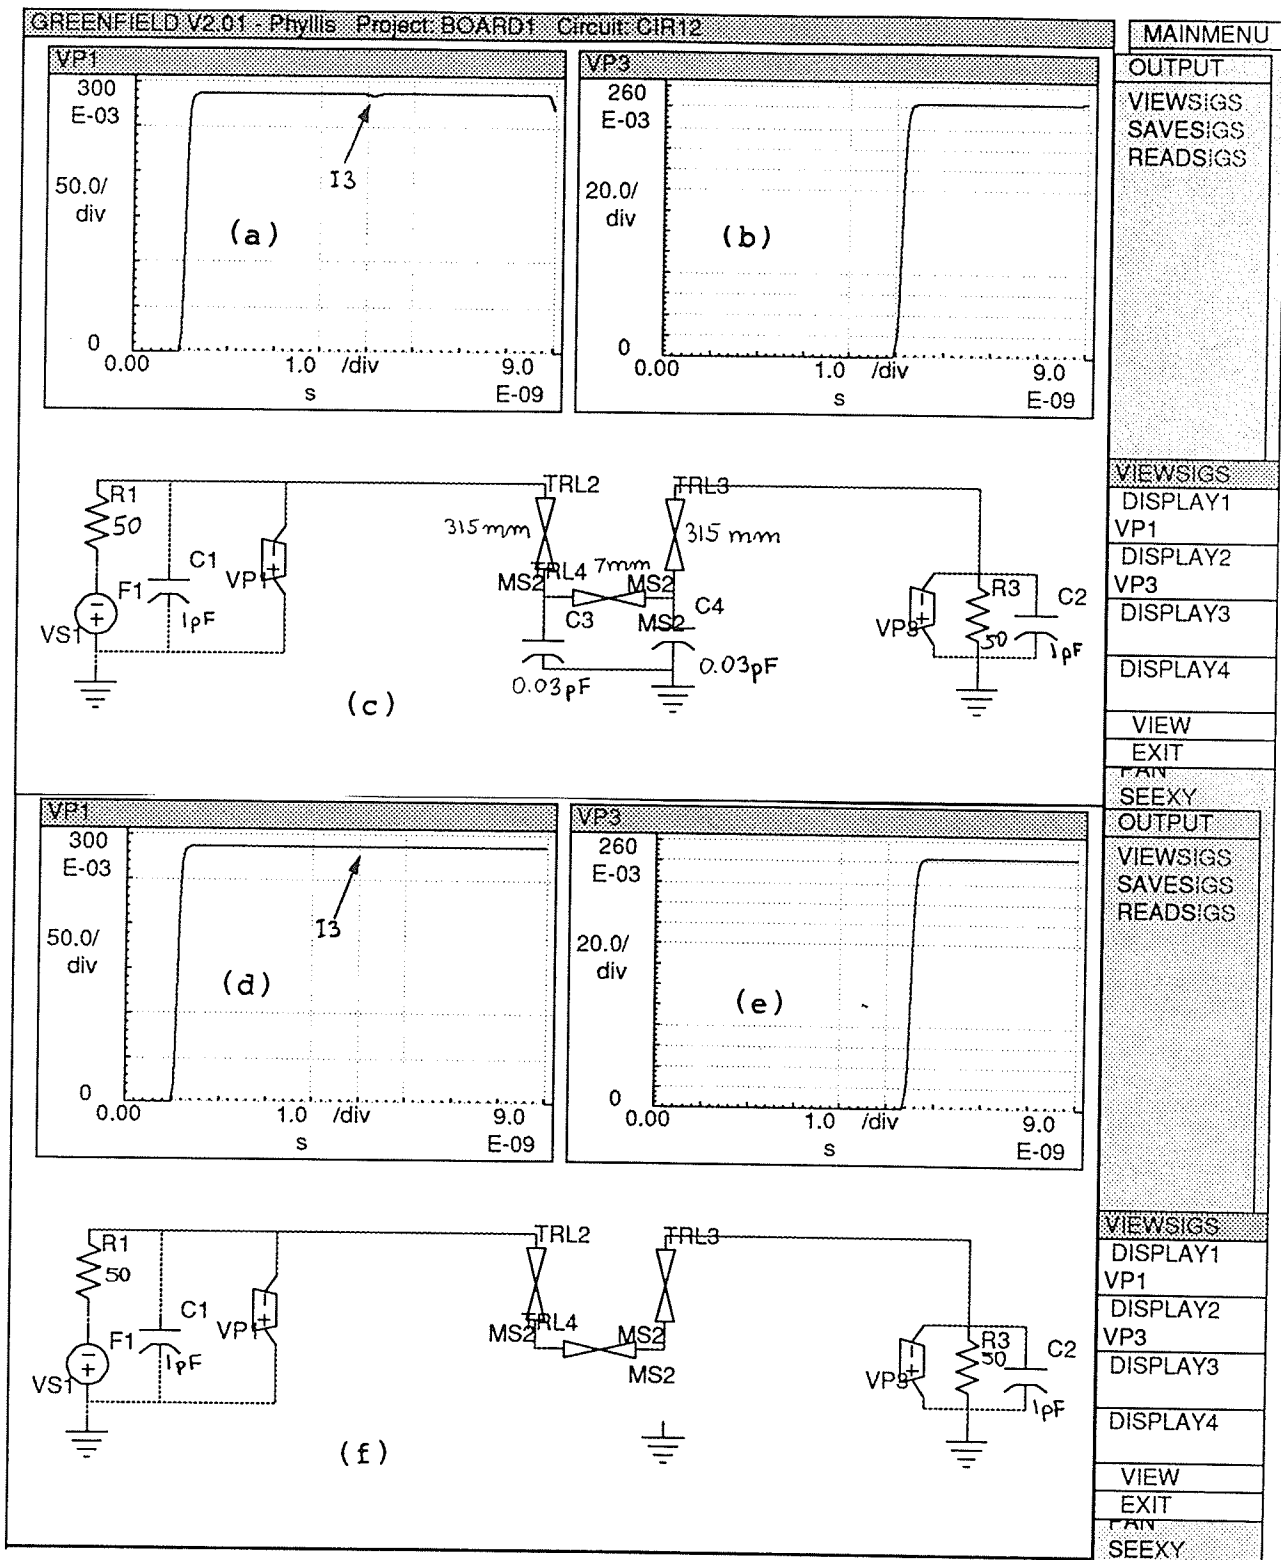 GREENFIELD V2.01 - Phyllis Project: BOARD1 Circuit: CIR12
MAINMENU
VP1
300
E-03
50.0/
div
0
0.00
1.0 /div
9.0
s
E-09
I3
(a)
VP3
260
E-03
20.0/
div
0
0.00
1.0 /div
9.0
s
E-09
(b)
OUTPUT
VIEWSIGS
SAVESIGS
READSIGS
R1
50
C1
F1
1pF
VP1
VS1
TRL2
315mm
TRL4
7mm
MS2
MS2
C3
0.03pF
TRL3
315 mm
C4
MS2
0.03pF
VP3
R3
50
C2
1pF
(c)
VIEWSIGS
DISPLAY1
VP1
DISPLAY2
VP3
DISPLAY3
DISPLAY4
VIEW
EXIT
PAN
SEEXY
VP1
300
E-03
50.0/
div
0
0.00
1.0 /div
9.0
s
E-09
I3
(d)
VP3
260
E-03
20.0/
div
0
0.00
1.0 /div
9.0
s
E-09
(e)
OUTPUT
VIEWSIGS
SAVESIGS
READSIGS
R1
50
C1
F1
1pF
VP1
VS1
TRL2
TRL4
MS2
MS2
MS2
TRL3
VP3
R3
50
C2
1pF
(f)
VIEWSIGS
DISPLAY1
VP1
DISPLAY2
VP3
DISPLAY3
DISPLAY4
VIEW
EXIT
PAN
SEEXY